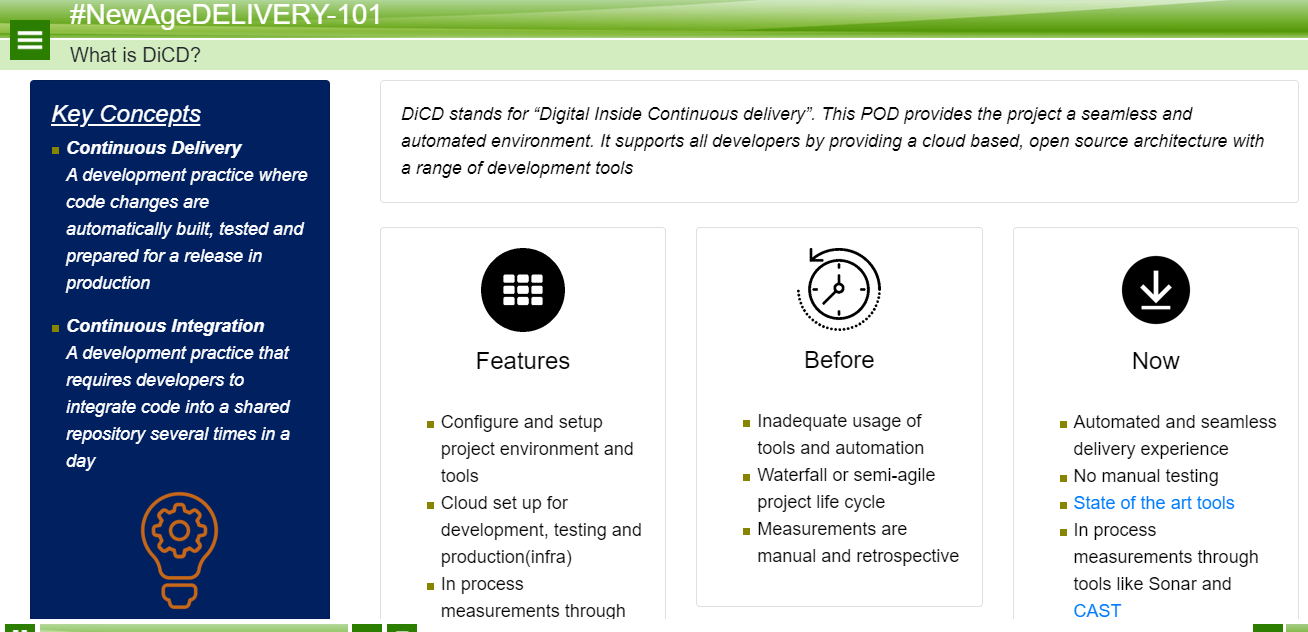 #NewAgeDELIVERY-101
What is DiCD?
Key Concepts
Continuous Delivery
A development practice where
code changes are
automatically built, tested and
prepared for a release in
production
Continuous Integration
A development practice that
requires developers to
integrate code into a shared
repository several times in a
day
DiCD stands for “Digital Inside Continuous delivery”. This POD provides the project a seamless and
automated environment. It supports all developers by providing a cloud based, open source architecture with
a range of development tools
Features
Configure and setup
project environment and
tools
Cloud set up for
development, testing and
production(infra)
In process
measurements through
Before
Inadequate usage of
tools and automation
Waterfall or semi-agile
project life cycle
Measurements are
manual and retrospective
Now
Automated and seamless
delivery experience
No manual testing
State of the art tools
In process
measurements through
tools like Sonar and
CAST